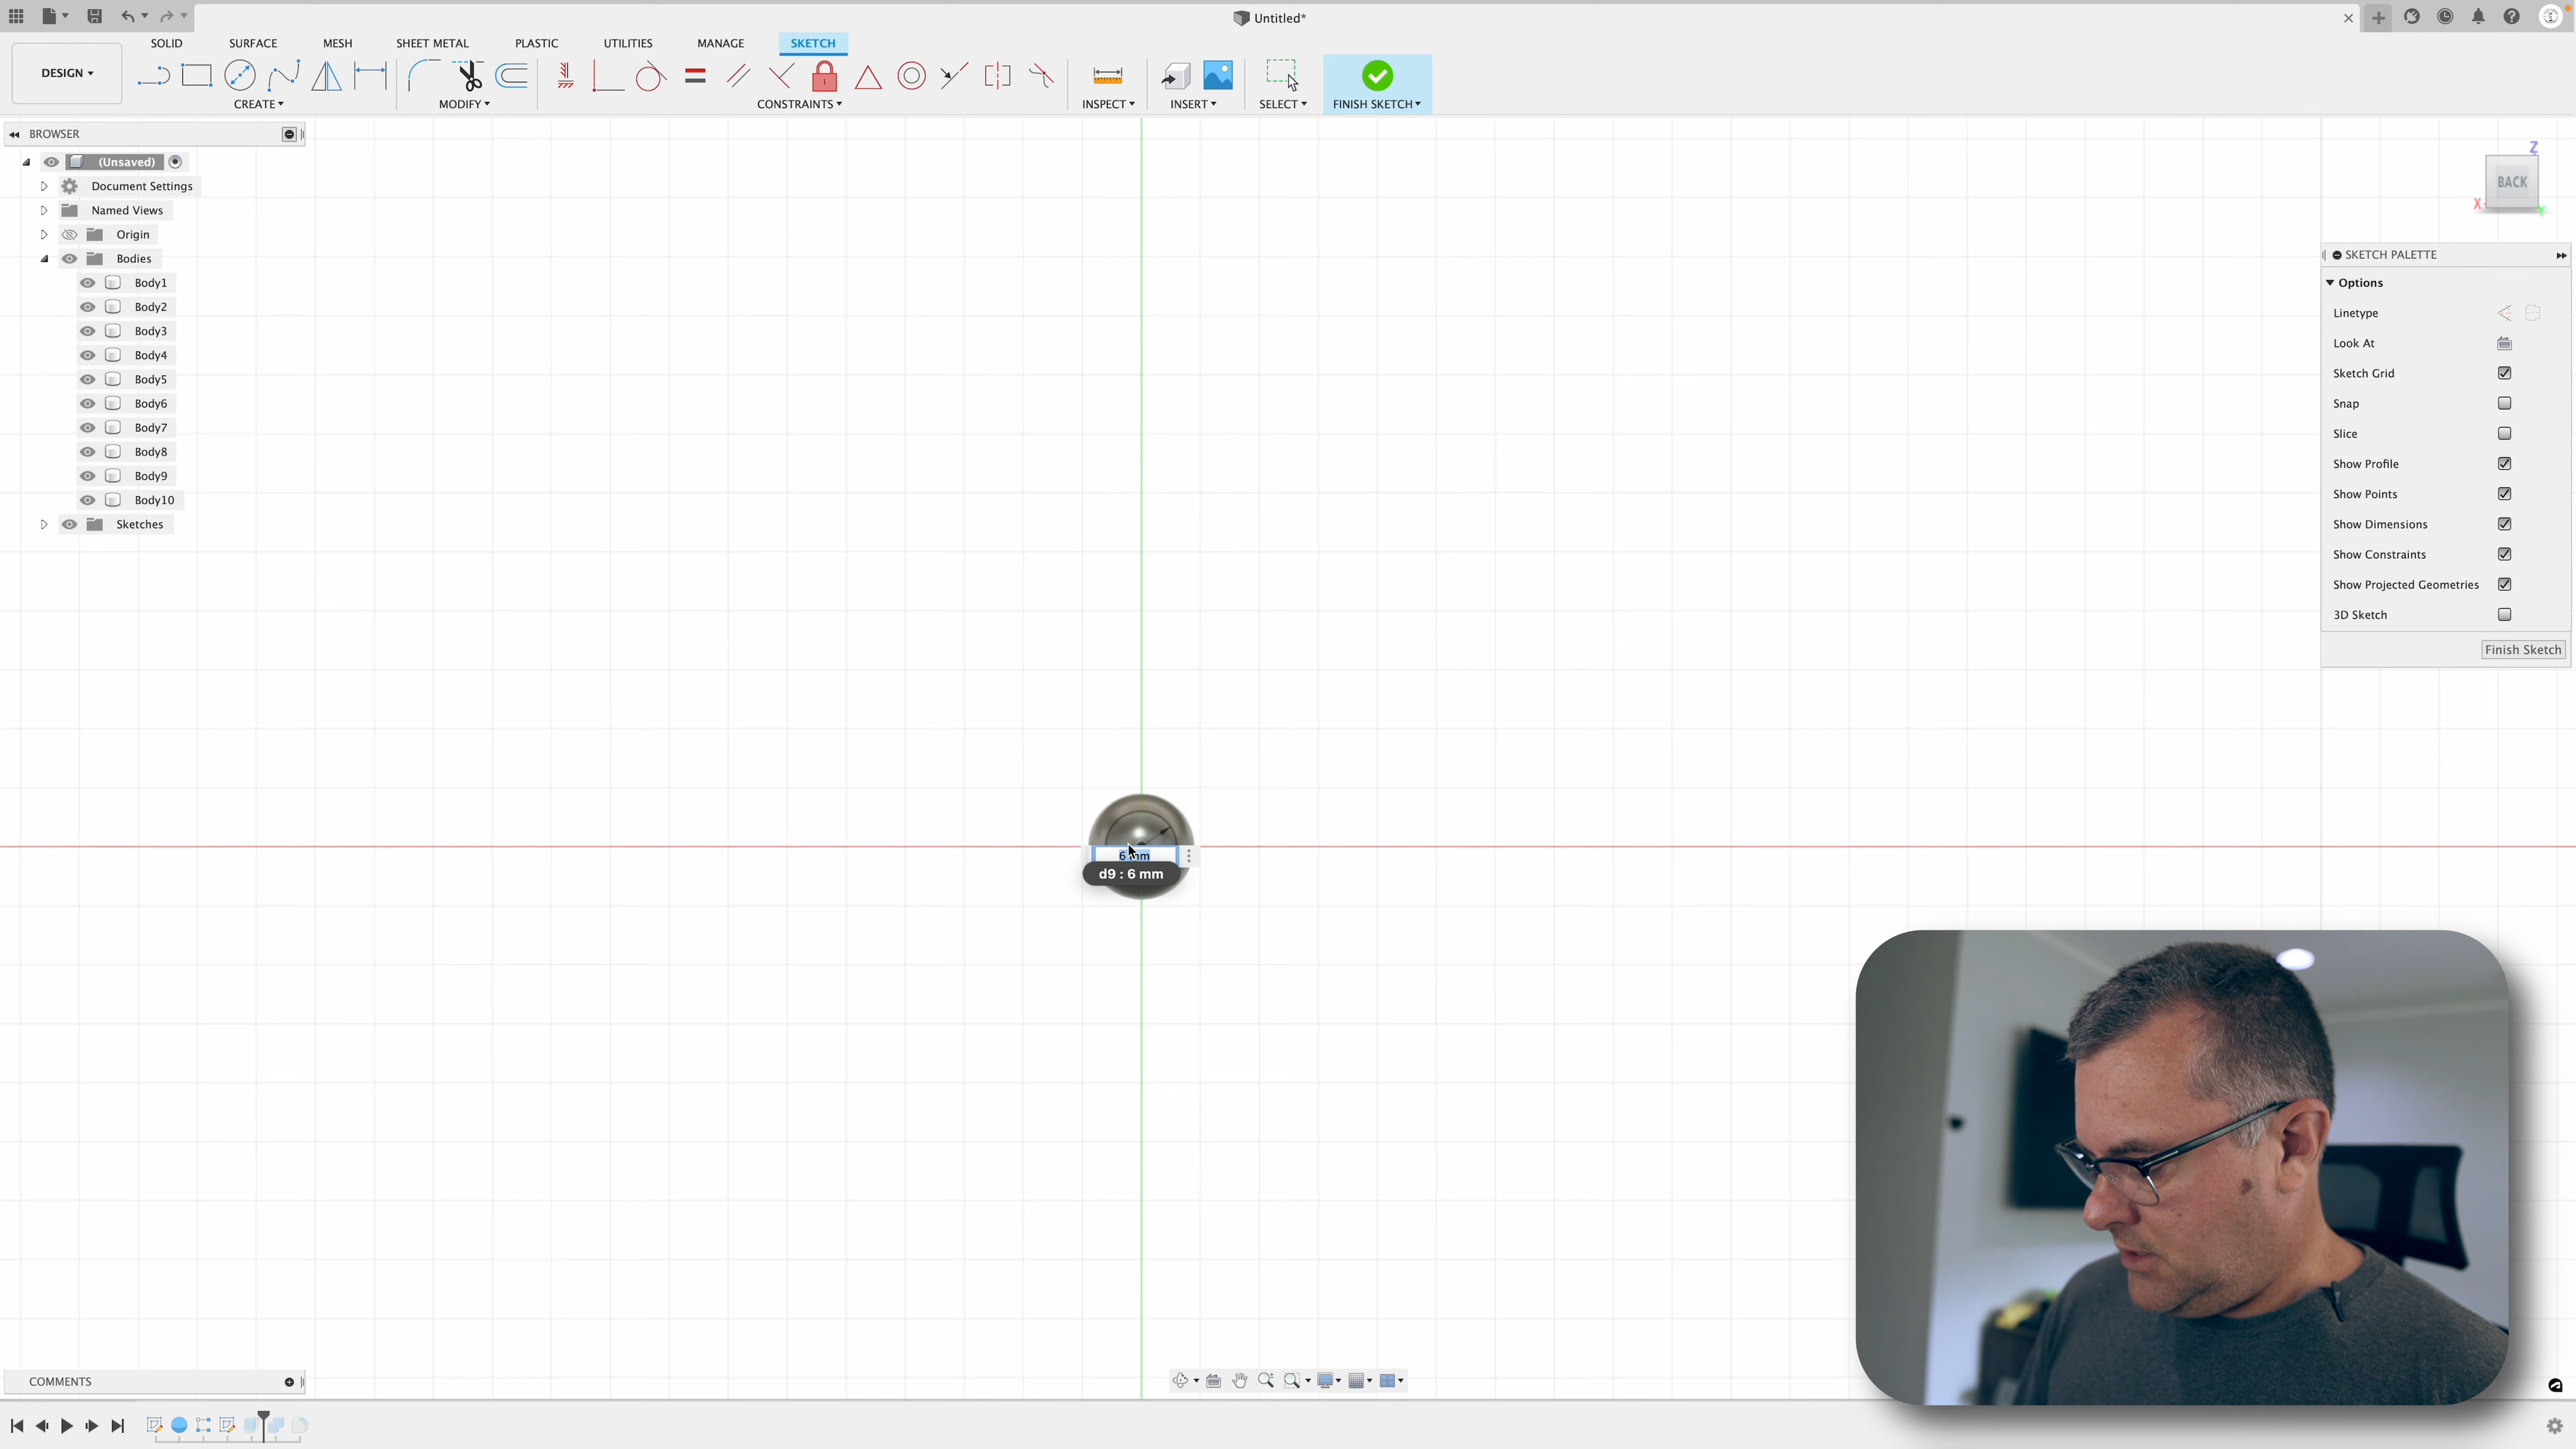 Untitled*
SOLID SURFACE MESH SHEET METAL PLASTIC UTILITIES MANAGE SKETCH
DESIGN
CREATE MODIFY CONSTRAINTS INSPECT INSERT SELECT FINISH SKETCH
BROWSER
(Unsaved)
Document Settings
Named Views
Origin
Bodies
Body1
Body2
Body3
Body4
Body5
Body6
Body7
Body8
Body9
Body10
Sketches
Z
BACK
X
Y
SKETCH PALETTE
Options
Linetype
Look At
Sketch Grid
Snap
Slice
Show Profile
Show Points
Show Dimensions
Show Constraints
Show Projected Geometries
3D Sketch
Finish Sketch
6 mm
d9 : 6 mm
COMMENTS